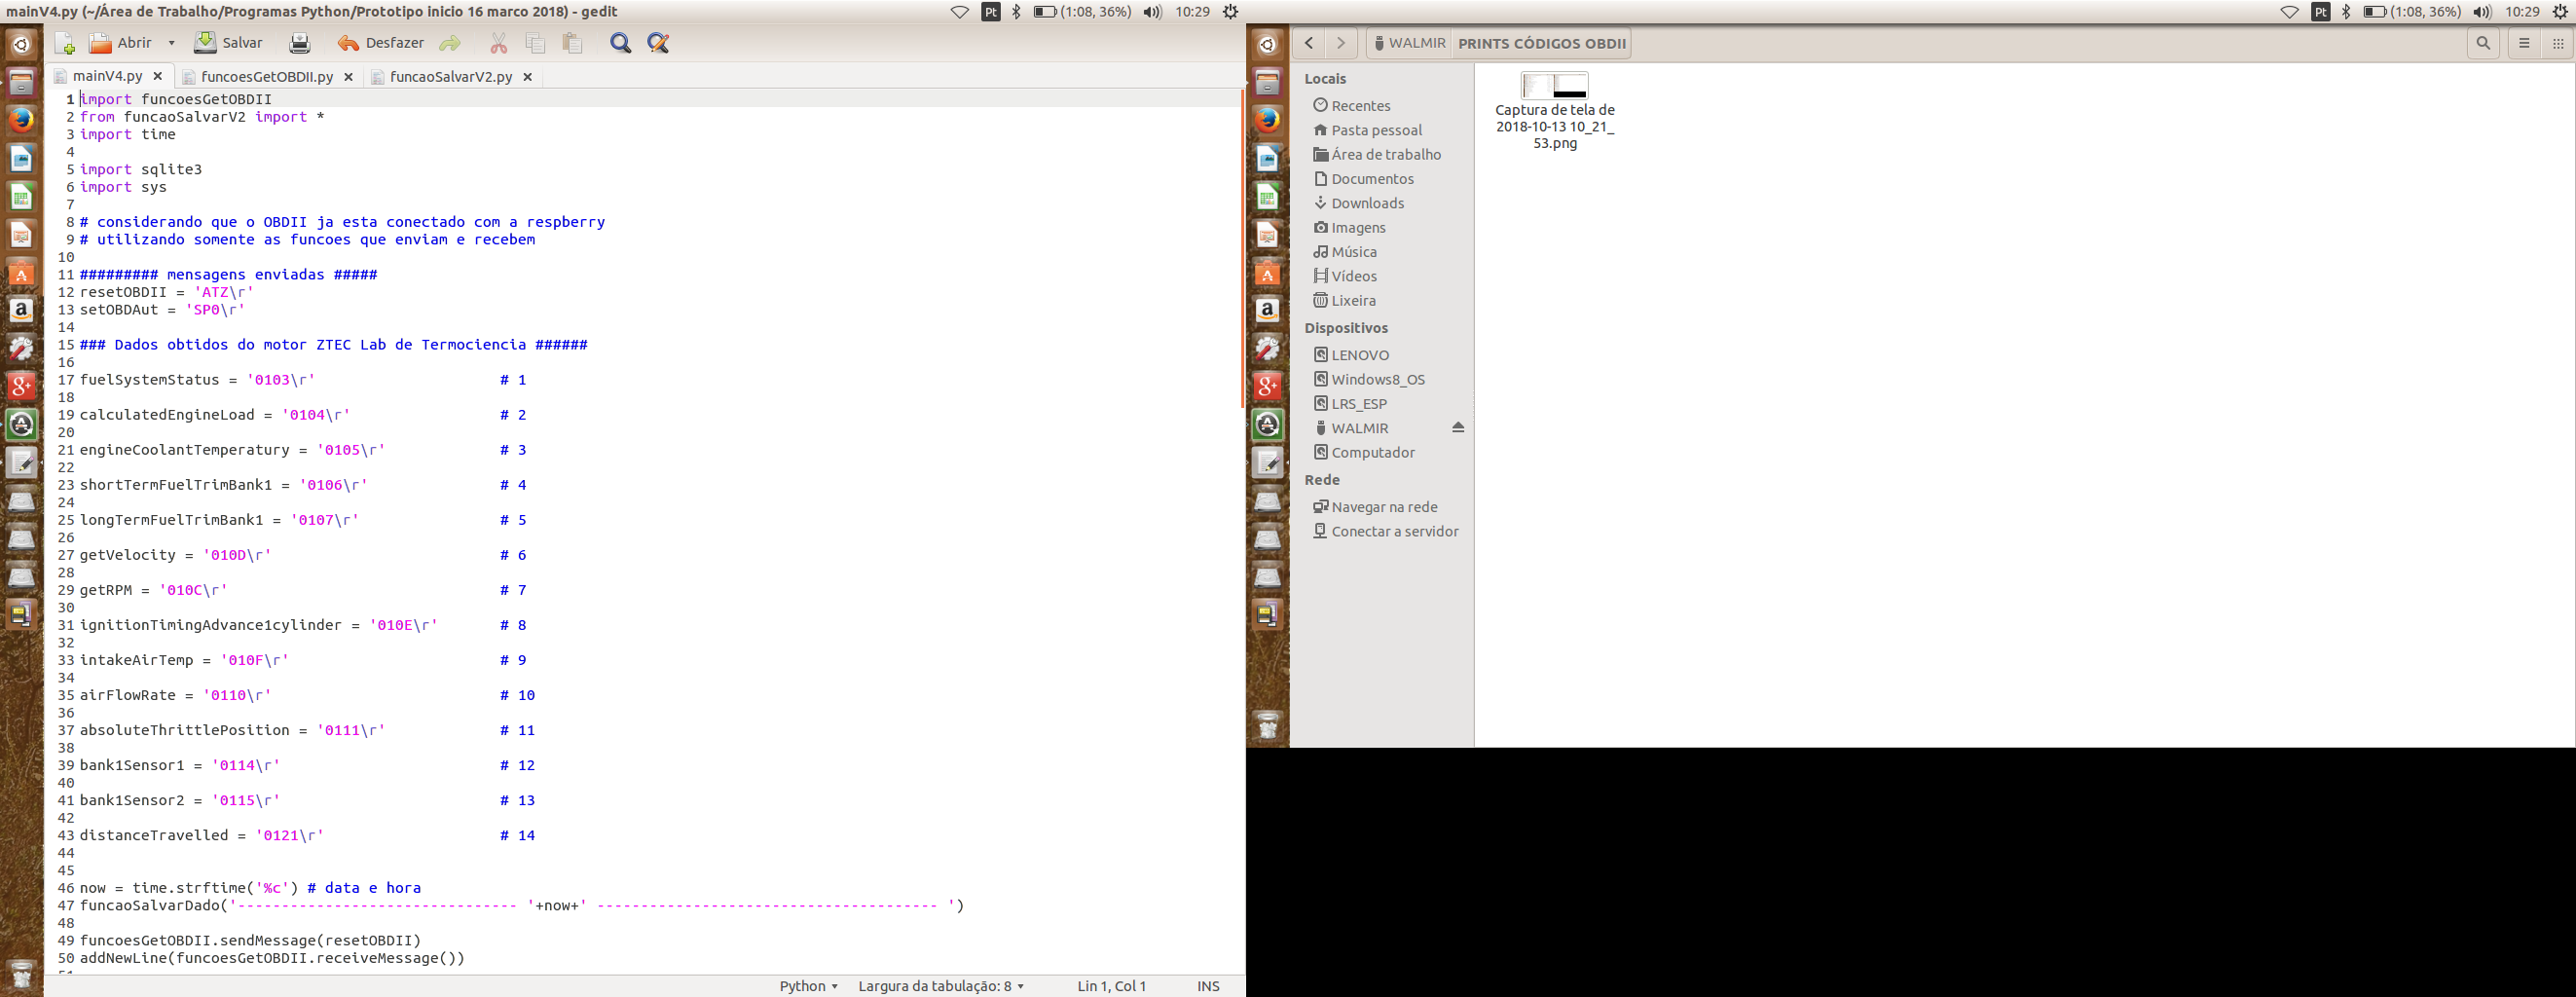 mainV4.py (~/Área de Trabalho/Programas Python/Prototipo inicio 16 marco 2018) - gedit
Pt (1:08, 36%) 10:29
Abrir Salvar Desfazer
mainV4.py × funcoesGetOBDII.py × funcaoSalvarV2.py ×
1 import funcoesGetOBDII
2 from funcaoSalvarV2 import *
3 import time
4
5 import sqlite3
6 import sys
7
8 # considerando que o OBDII ja esta conectado com a respberry
9 # utilizando somente as funcoes que enviam e recebem
10
11 ######### mensagens enviadas #####
12 resetOBDII = 'ATZ\r'
13 setOBDAut = 'SP0\r'
14
15 ### Dados obtidos do motor ZTEC Lab de Termociencia ######
16
17 fuelSystemStatus = '0103\r' # 1
18
19 calculatedEngineLoad = '0104\r' # 2
20
21 engineCoolantTemperatury = '0105\r' # 3
22
23 shortTermFuelTrimBank1 = '0106\r' # 4
24
25 longTermFuelTrimBank1 = '0107\r' # 5
26
27 getVelocity = '010D\r' # 6
28
29 getRPM = '010C\r' # 7
30
31 ignitionTimingAdvance1cylinder = '010E\r' # 8
32
33 intakeAirTemp = '010F\r' # 9
34
35 airFlowRate = '0110\r' # 10
36
37 absoluteThrittlePosition = '0111\r' # 11
38
39 bank1Sensor1 = '0114\r' # 12
40
41 bank1Sensor2 = '0115\r' # 13
42
43 distanceTravelled = '0121\r' # 14
44
45
46 now = time.strftime('%c') # data e hora
47 funcaoSalvarDado('-------------------------------- '+now+' --------------------------------------- ')
48
49 funcoesGetOBDII.sendMessage(resetOBDII)
50 addNewLine(funcoesGetOBDII.receiveMessage())
Python Largura da tabulação: 8 Lin 1, Col 1 INS
Pt (1:08, 36%) 10:29
WALMIR PRINTS CÓDIGOS OBDII
Locais
Recentes
Pasta pessoal
Área de trabalho
Documentos
Downloads
Imagens
Música
Vídeos
Lixeira
Dispositivos
LENOVO
Windows8_OS
LRS_ESP
WALMIR
Computador
Rede
Navegar na rede
Conectar a servidor
Captura de tela de
2018-10-13 10_21_
53.png